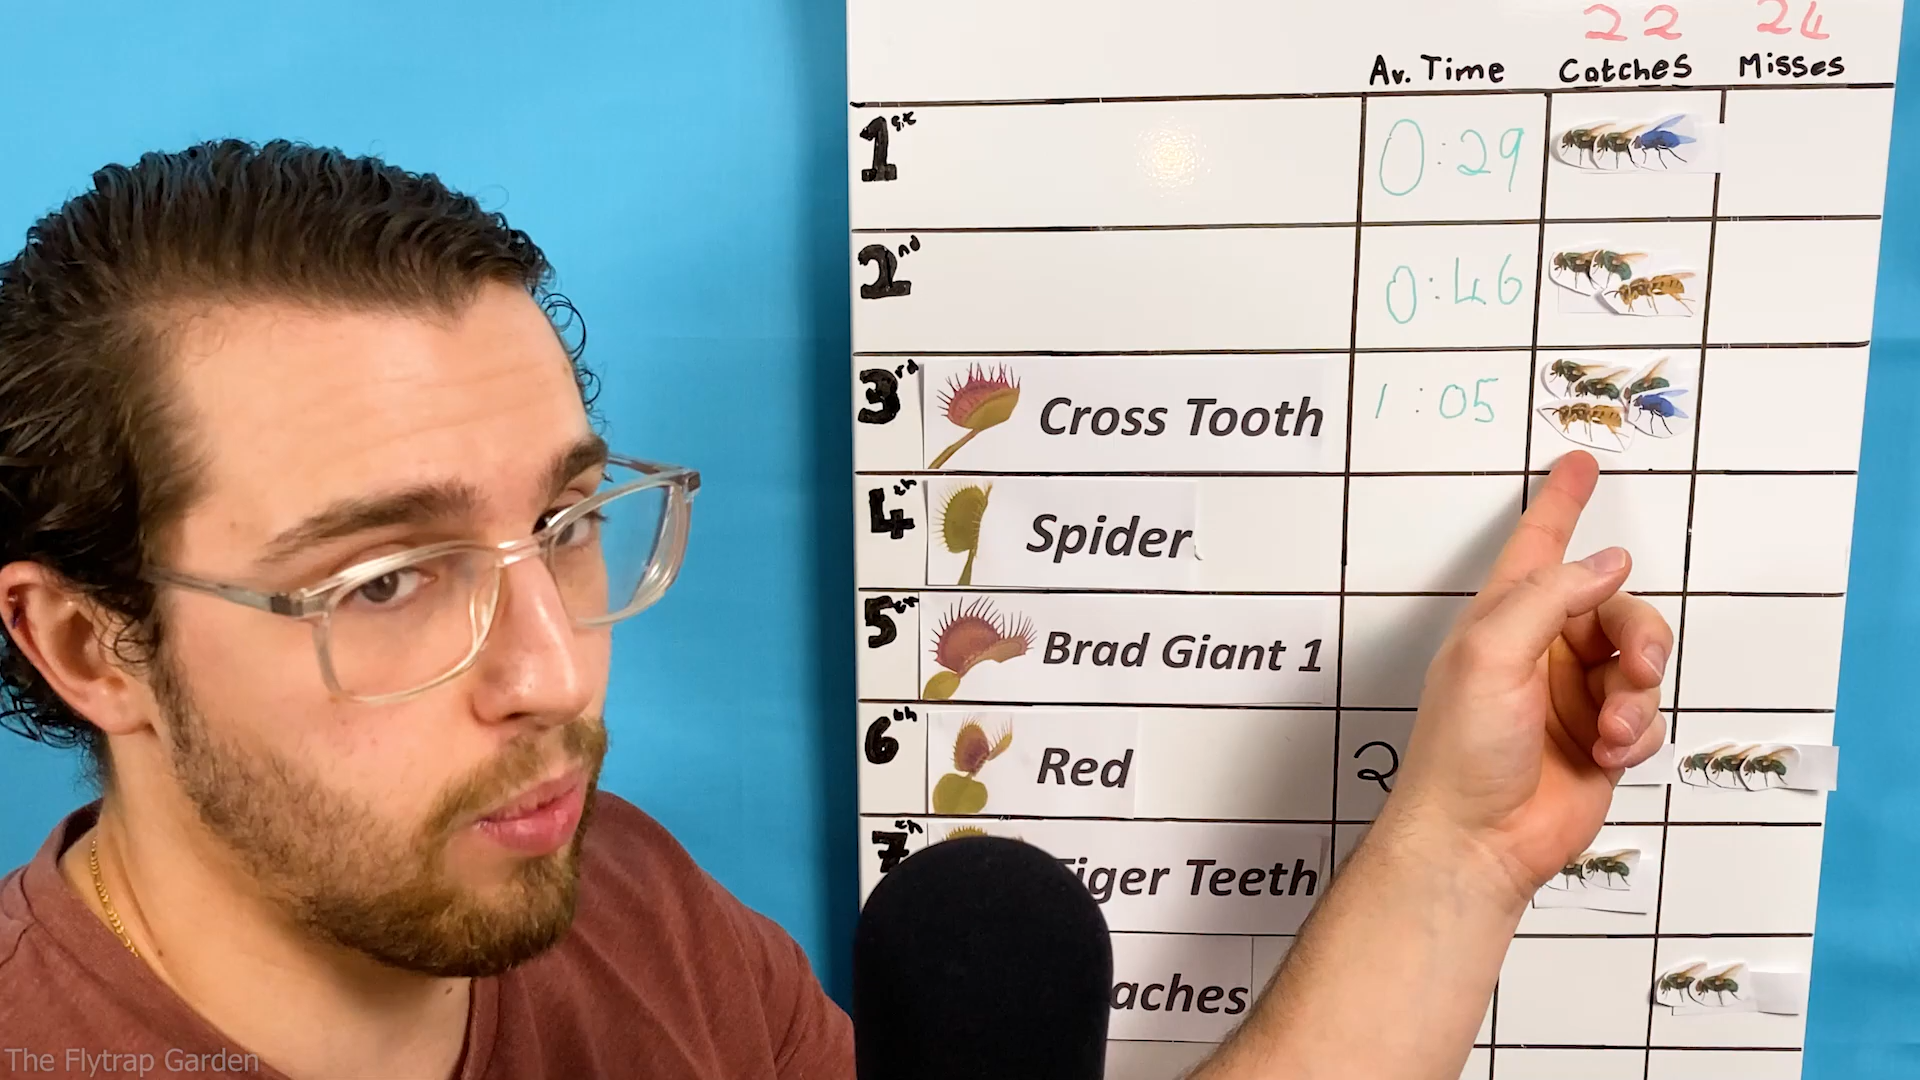 22 24
Av. Time Catches Misses
1st 0:29
2nd 0:46
3rd Cross Tooth 1:05
4th Spider
5th Brad Giant 1
6th Red 2
7th Tiger Teeth
aches
The Flytrap Garden